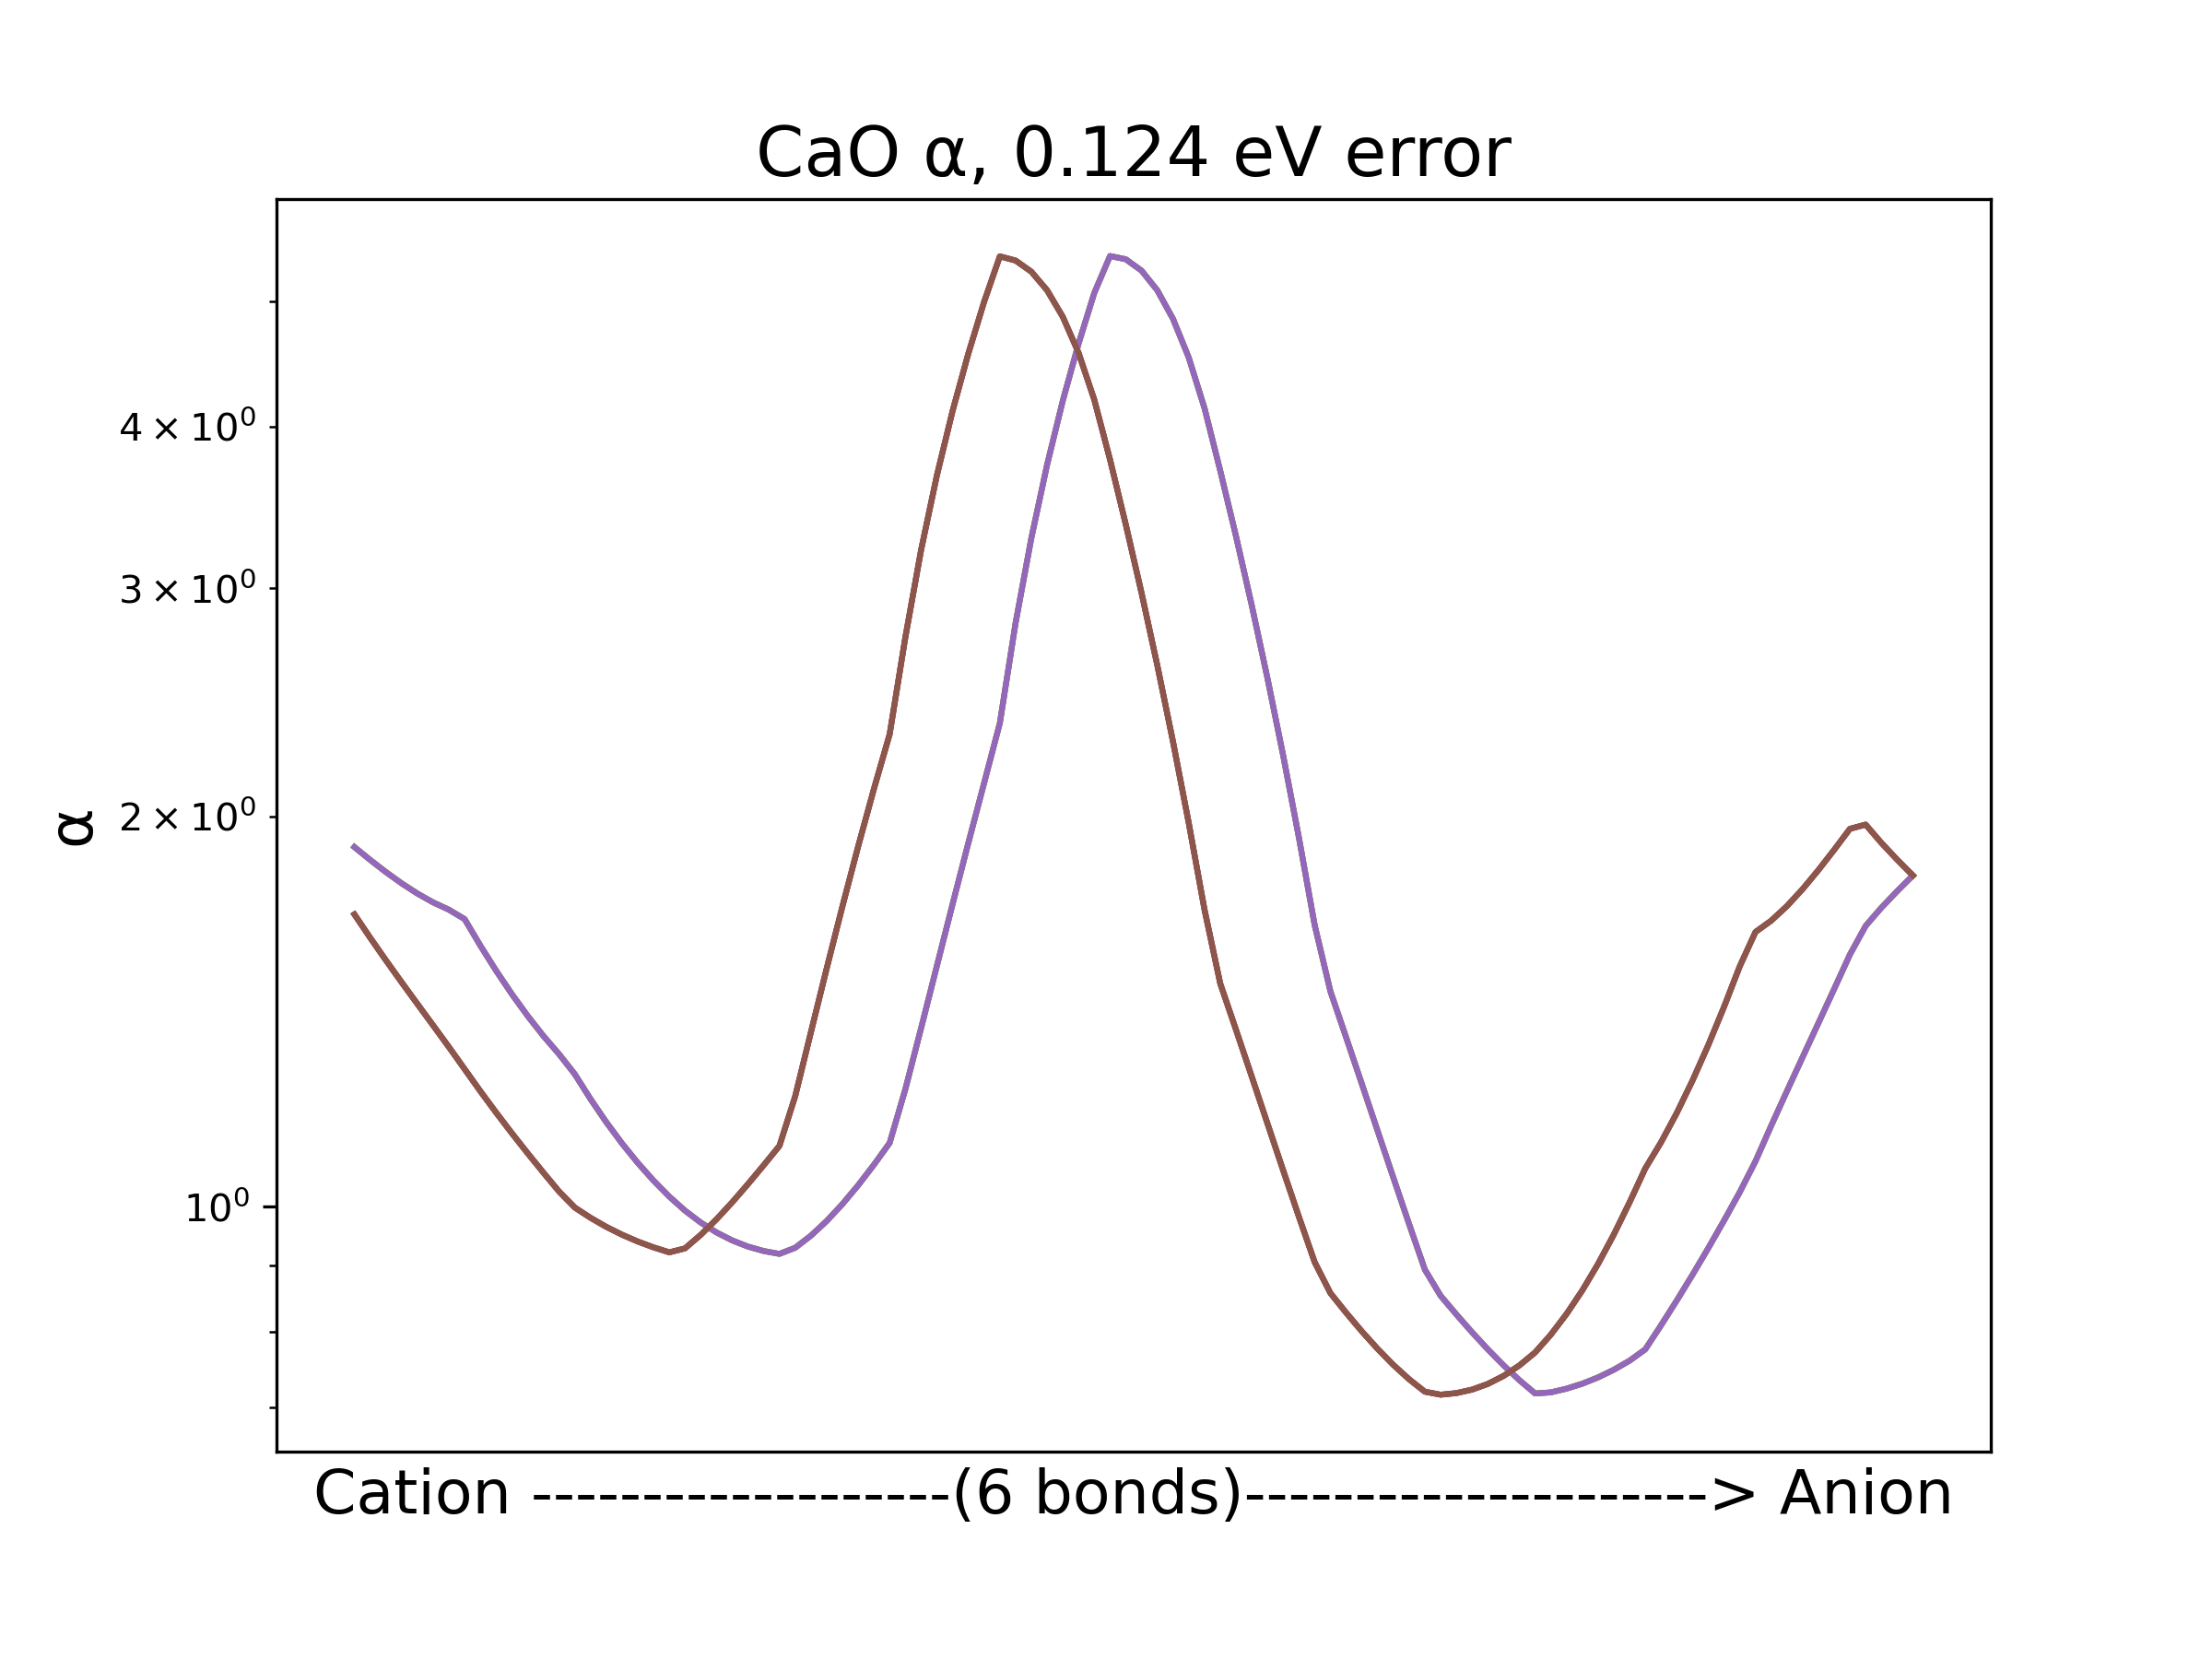 CaO α, 0.124 eV error
α
4 × 10⁰
3 × 10⁰
2 × 10⁰
10⁰
Cation -------------------(6 bonds)---------------------> Anion